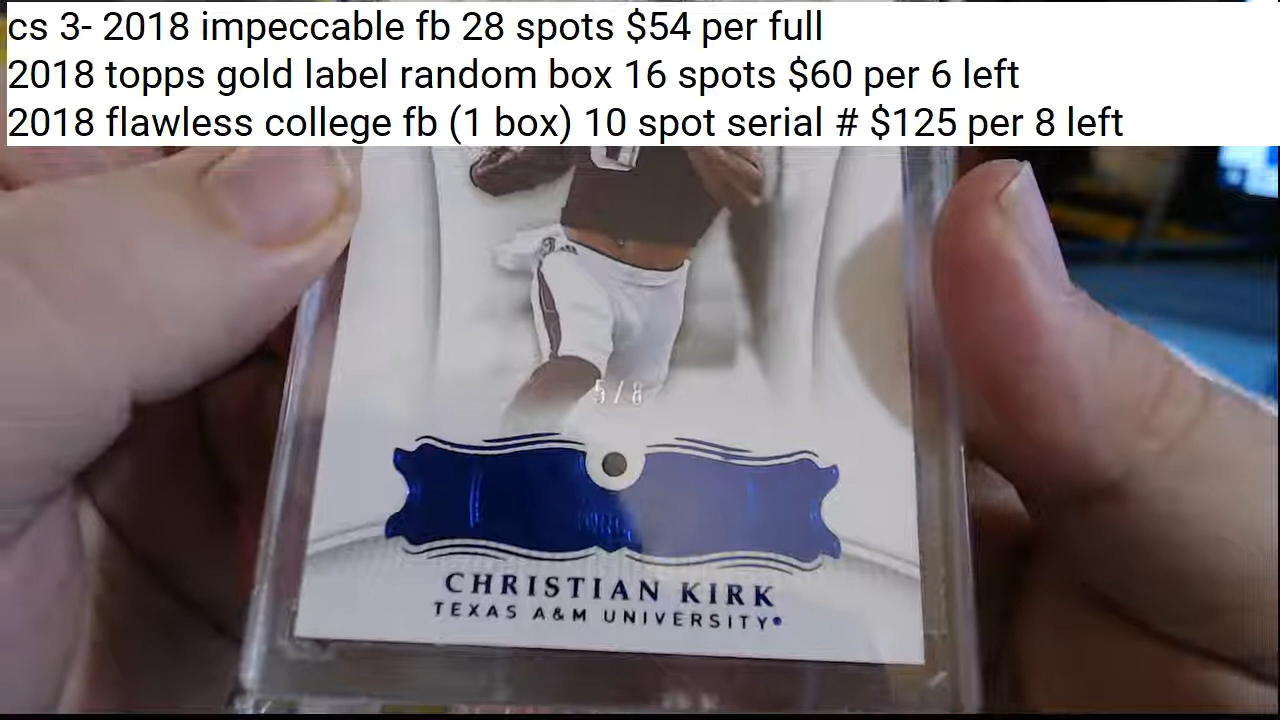 cs 3- 2018 impeccable fb 28 spots $54 per full
2018 topps gold label random box 16 spots $60 per 6 left
2018 flawless college fb (1 box) 10 spot serial # $125 per 8 left
5/8
CHRISTIAN KIRK
TEXAS A&M UNIVERSITY